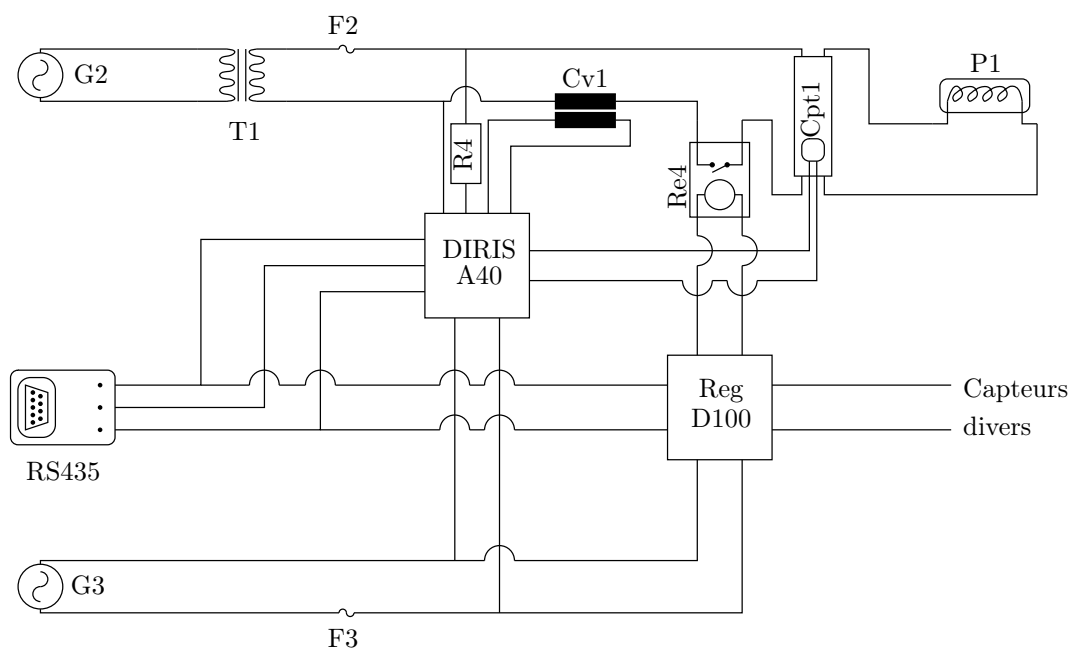 F2
G2
T1
Cv1
Cpt1
P1
R4
Re4
DIRIS
A40
Reg
D100
Capteurs
divers
RS435
G3
F3